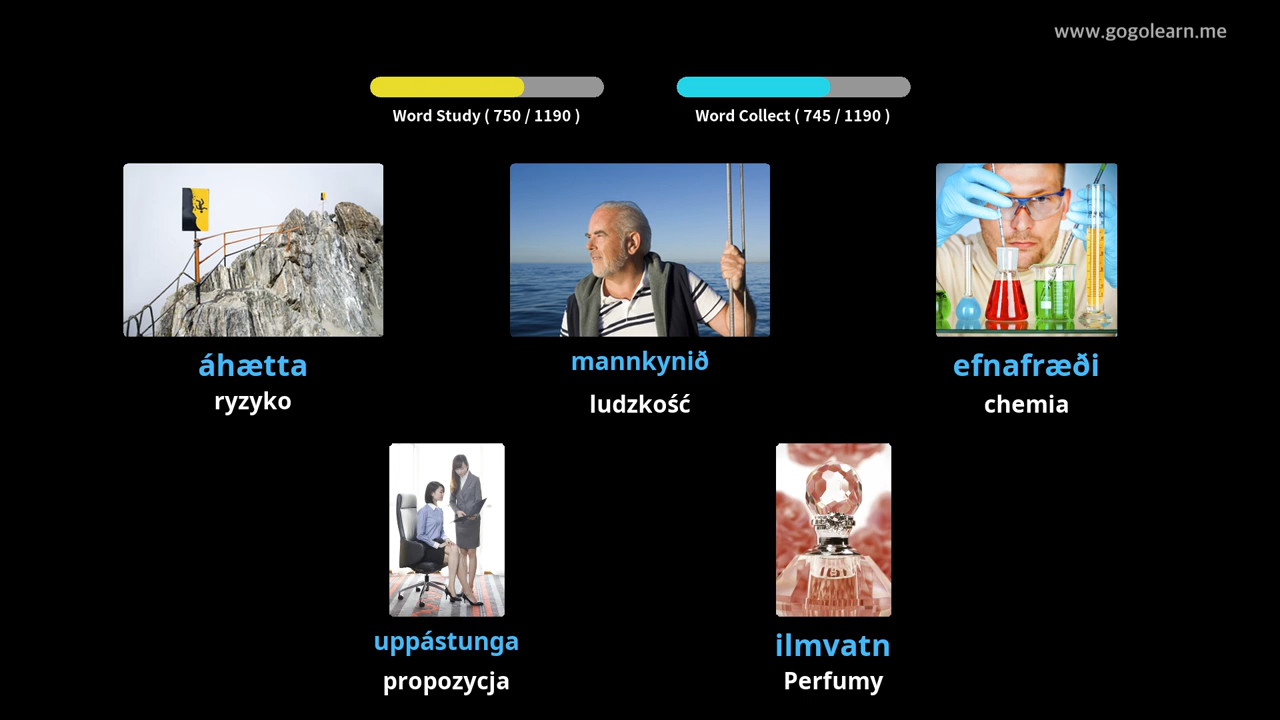 www.gogolearn.me
Word Study ( 750 / 1190 )
Word Collect ( 745 / 1190 )
áhætta
ryzyko
mannkynið
ludzkość
efnafræði
chemia
uppástunga
propozycja
ilmvatn
Perfumy